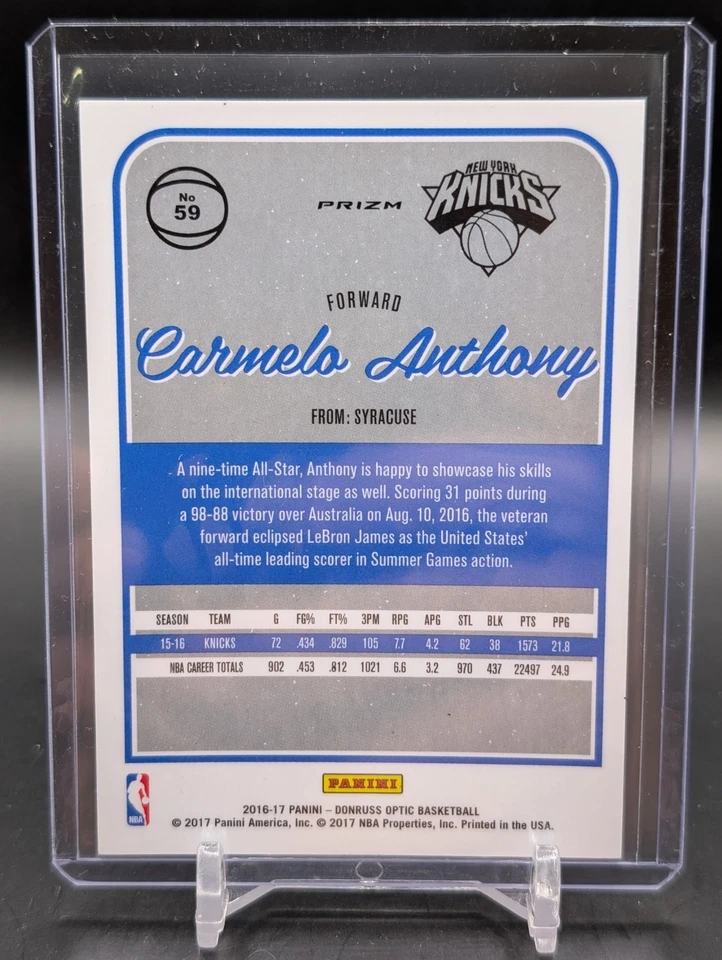 No
59
PRIZM
NEW YORK
KNICKS
FORWARD
Carmelo Anthony
FROM: SYRACUSE
A nine-time All-Star, Anthony is happy to showcase his skills
on the international stage as well. Scoring 31 points during
a 98-88 victory over Australia on Aug. 10, 2016, the veteran
forward eclipsed LeBron James as the United States'
all-time leading scorer in Summer Games action.
SEASON TEAM G FG% FT% 3PM RPG APG STL BLK PTS PPG
15-16 KNICKS 72 .434 .829 105 7.7 4.2 62 38 1573 21.8
NBA CAREER TOTALS 902 .453 .812 1021 6.6 3.2 970 437 22497 24.9
PANINI
NBA
2016-17 PANINI – DONRUSS OPTIC BASKETBALL
© 2017 Panini America, Inc. © 2017 NBA Properties, Inc. Printed in the USA.